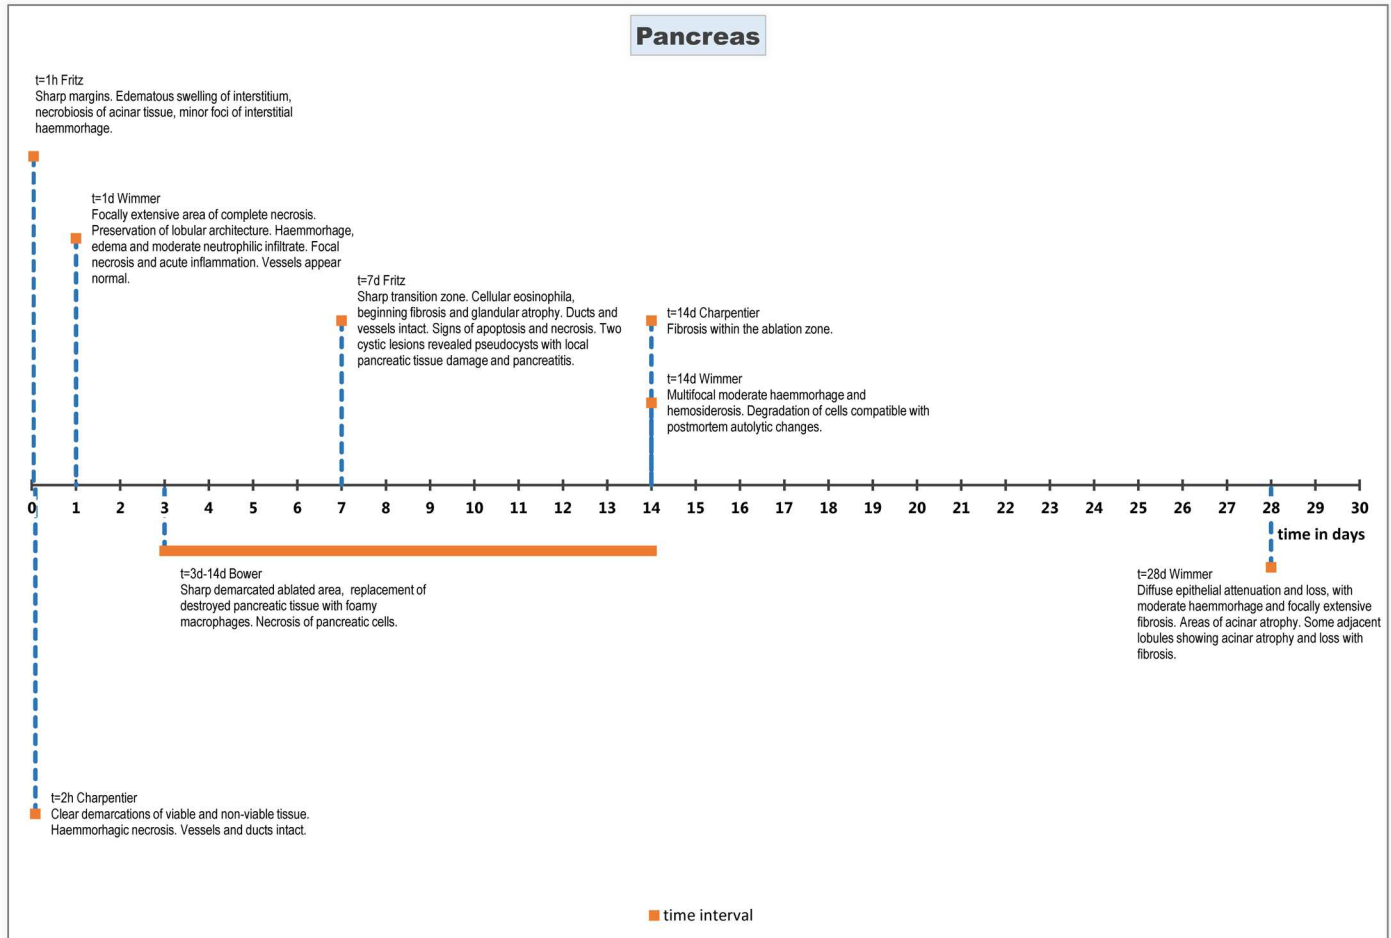 Pancreas
t=1h Fritz
Sharp margins. Edematous swelling of interstitium,
necrobiosis of acinar tissue, minor foci of interstitial
haemmorhage.
t=1d Wimmer
Focally extensive area of complete necrosis.
Preservation of lobular architecture. Haemmorhage,
edema and moderate neutrophilic infiltrate. Focal
necrosis and acute inflammation. Vessels appear
normal.
t=7d Fritz
Sharp transition zone. Cellular eosinophila,
beginning fibrosis and glandular atrophy. Ducts and
vessels intact. Signs of apoptosis and necrosis. Two
cystic lesions revealed pseudocysts with local
pancreatic tissue damage and pancreatitis.
t=14d Charpentier
Fibrosis within the ablation zone.
t=14d Wimmer
Multifocal moderate haemmorhage and
hemosiderosis. Degradation of cells compatible with
postmortem autolytic changes.
0 1 2 3 4 5 6 7 8 9 10 11 12 13 14 15 16 17 18 19 20 21 22 23 24 25 26 27 28 29 30
time in days
t=3d-14d Bower
Sharp demarcated ablated area, replacement of
destroyed pancreatic tissue with foamy
macrophages. Necrosis of pancreatic cells.
t=28d Wimmer
Diffuse epithelial attenuation and loss, with
moderate haemmorhage and focally extensive
fibrosis. Areas of acinar atrophy. Some adjacent
lobules showing acinar atrophy and loss with
fibrosis.
t=2h Charpentier
Clear demarcations of viable and non-viable tissue.
Haemmorhagic necrosis. Vessels and ducts intact.
time interval